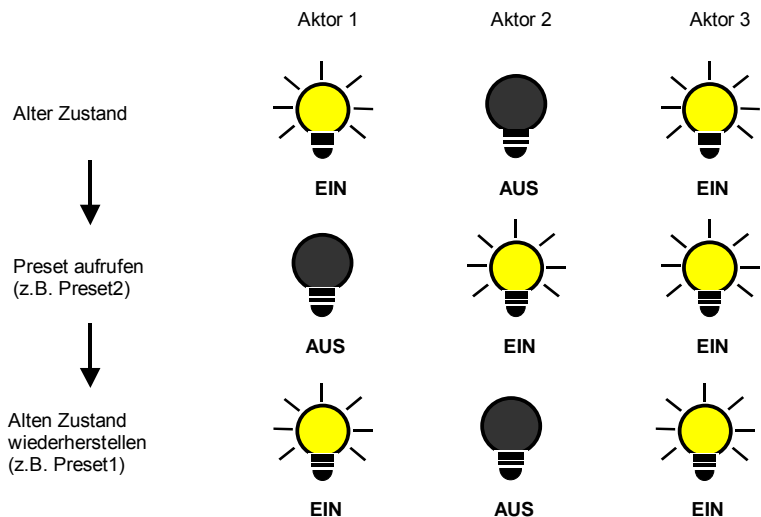 Aktor 1 Aktor 2 Aktor 3
Alter Zustand
EIN AUS EIN
Preset aufrufen
(z.B. Preset2)
AUS EIN EIN
Alten Zustand
wiederherstellen
(z.B. Preset1)
EIN AUS EIN